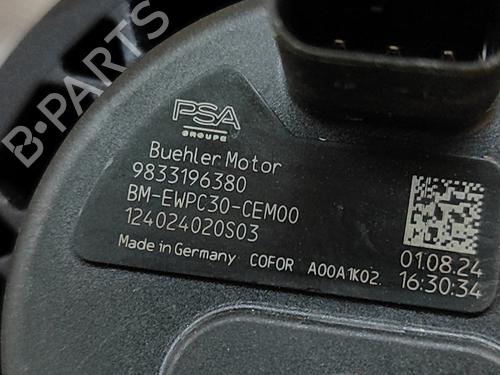 PSA
GROUPE
Buehler Motor
9833196380
BM-EWPC30-CEM00
124024020S03
Made in Germany COFOR A00A1K02.
01.08.24
16:30:34
B-PARTS